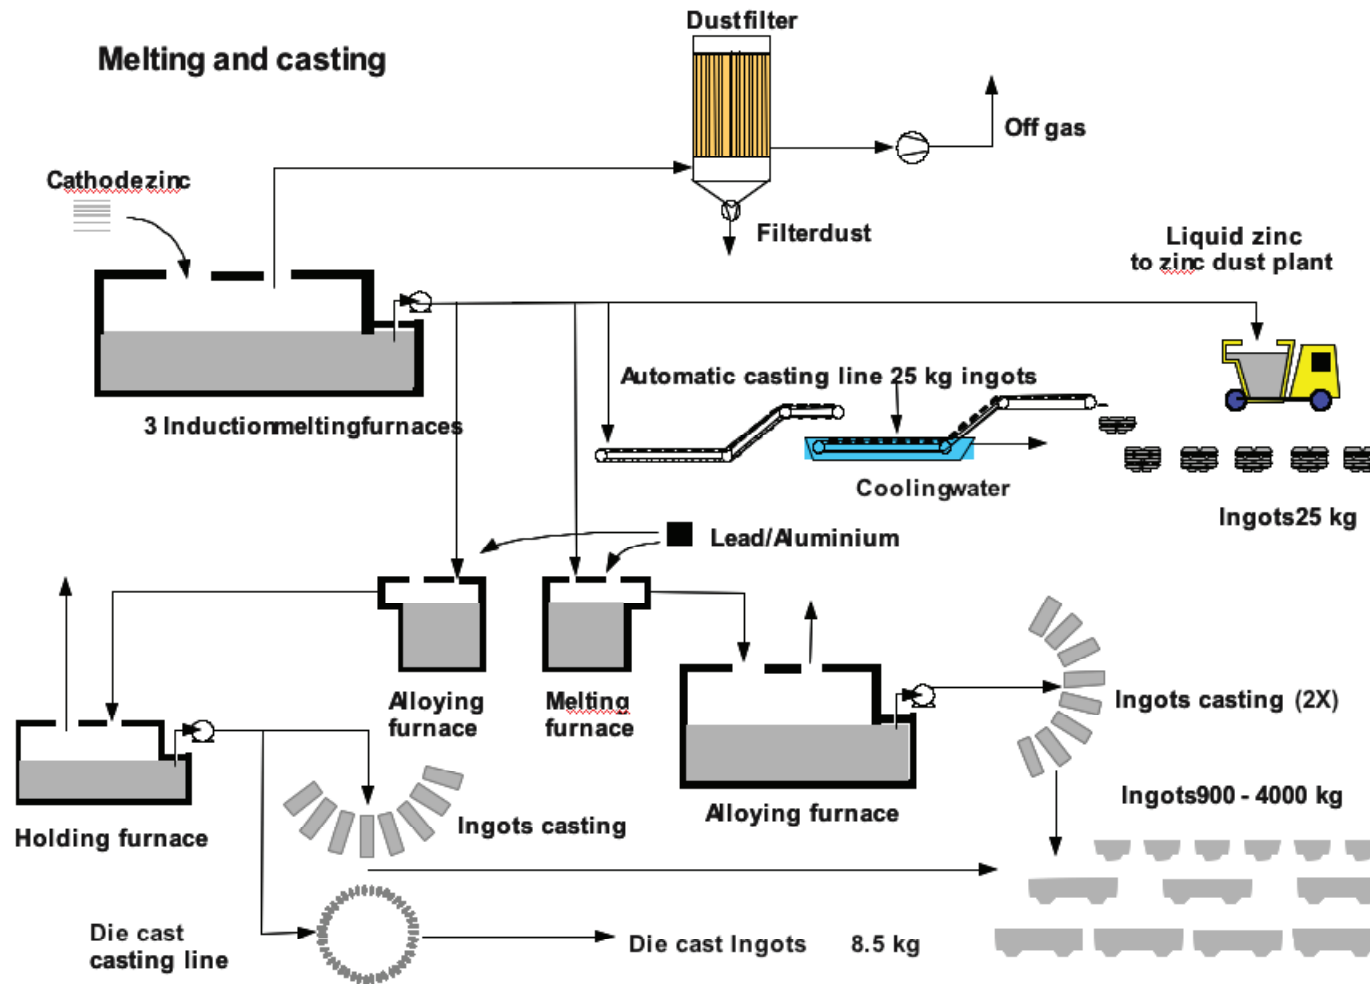 Dustfilter
Melting and casting
Off gas
Cathodezinc
Filterdust
Liquid zinc
to zinc dust plant
Automatic casting line 25 kg ingots
3 Inductionmeltingfurnaces
Coolingwater
Ingots25 kg
Lead/Aluminium
Alloying
furnace
Melting
furnace
Ingots casting (2X)
Ingots900 - 4000 kg
Alloying furnace
Ingots casting
Holding furnace
Die cast
casting line
Die cast Ingots 8.5 kg